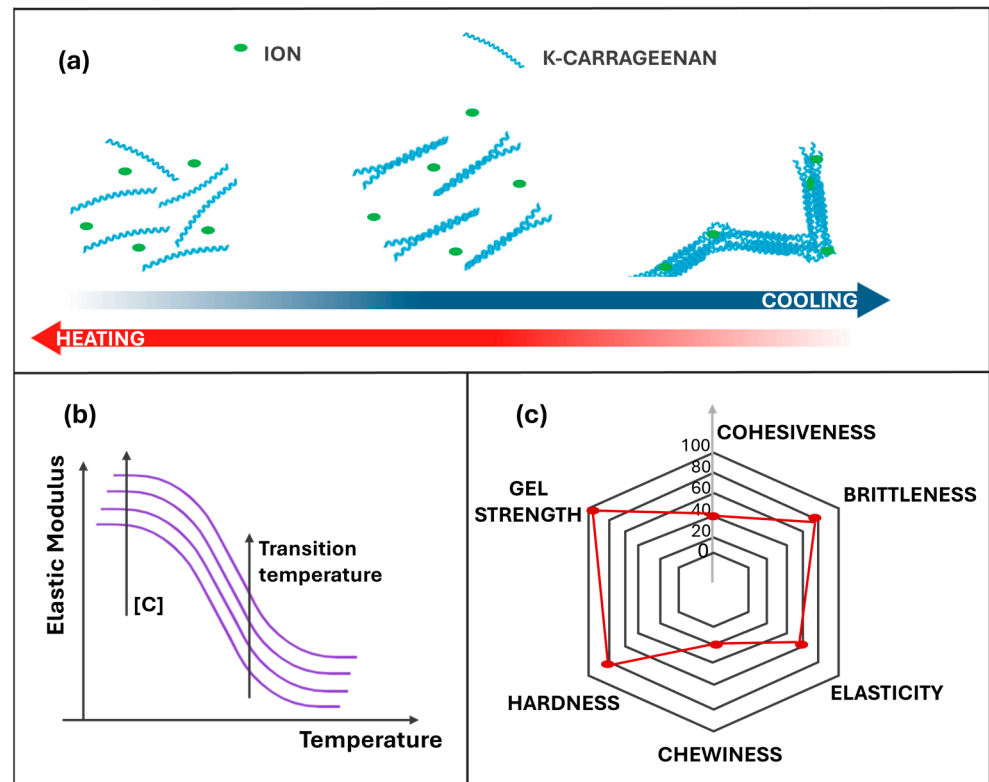 (a)
ION
K-CARRAGEENAN
COOLING
HEATING
(b)
Elastic Modulus
[C]
Transition
temperature
Temperature
(c)
COHESIVENESS
100
80
60
40
20
0
BRITTLENESS
GEL
STRENGTH
HARDNESS
ELASTICITY
CHEWINESS